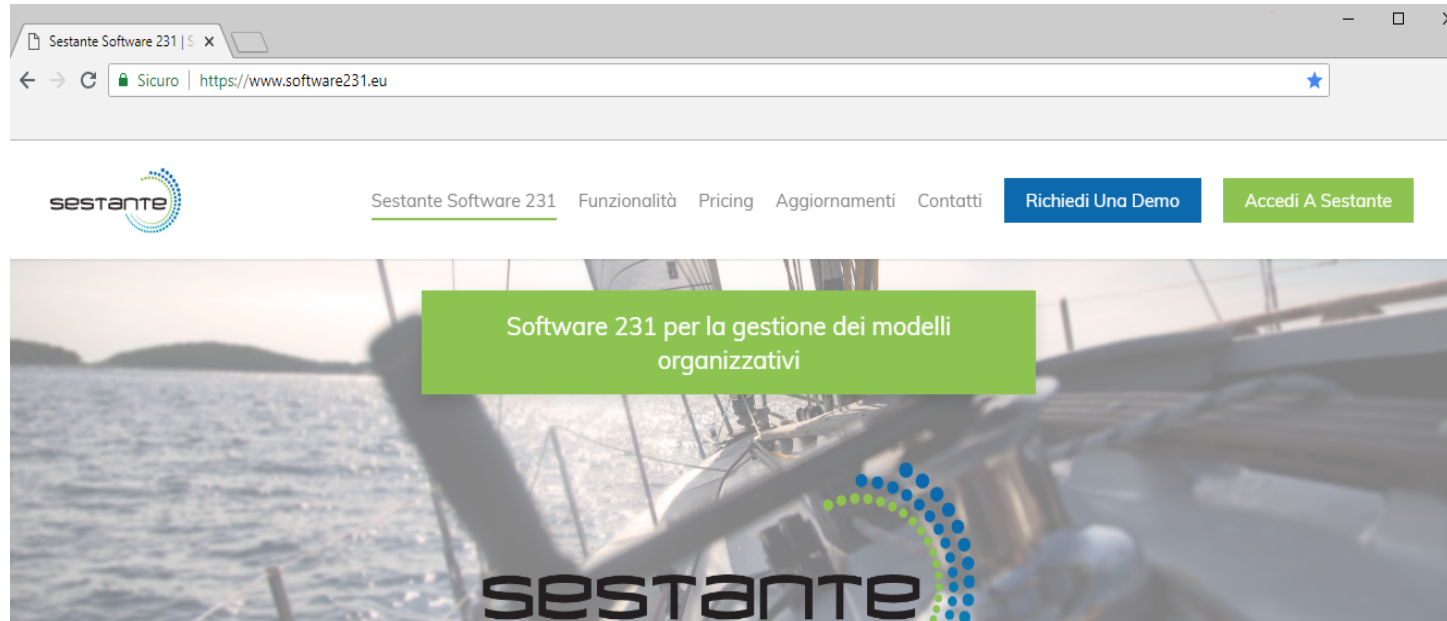 Sestante Software 231 | S
Sicuro | https://www.software231.eu
sestante
Sestante Software 231 Funzionalità Pricing Aggiornamenti Contatti Richiedi Una Demo Accedi A Sestante
Software 231 per la gestione dei modelli
organizzativi
sestante